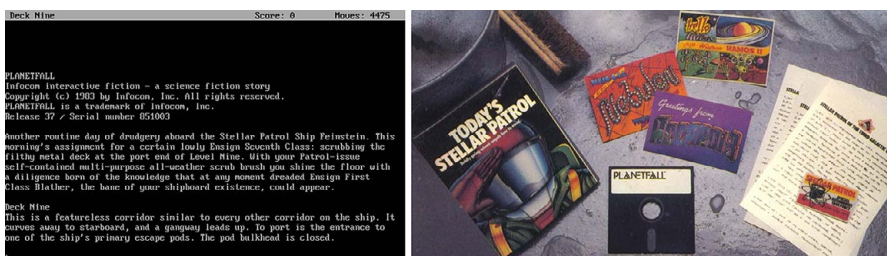 Deck Nine Score: 0 Moves: 4475
PLANETFALL
Infocom interactive fiction - a science fiction story
Copyright (c) 1983 by Infocom, Inc. All rights reserved.
PLANETFALL is a trademark of Infocom, Inc.
Release 37 / Serial number 851003
Another routine day of drudgery aboard the Stellar Patrol Ship Feinstein. This
morning's assignment for a certain lowly Ensign Seventh Class: scrubbing the
filthy metal deck at the port end of Level Nine. With your Patrol-issue
self-contained multi-purpose all-weather scrub brush you shine the floor with
a diligence born of the knowledge that at any moment dreaded Ensign First
Class Blather, the bane of your shipboard existence, could appear.
Deck Nine
This is a featureless corridor similar to every other corridor on the ship. It
curves away to starboard, and a gangway leads up. To port is the entrance to
one of the ship's primary escape pods. The pod bulkhead is closed.
TODAY'S
STELLAR PATROL
RAMOS II
Greetings from
PLANETFALL
STELLAR PATROL